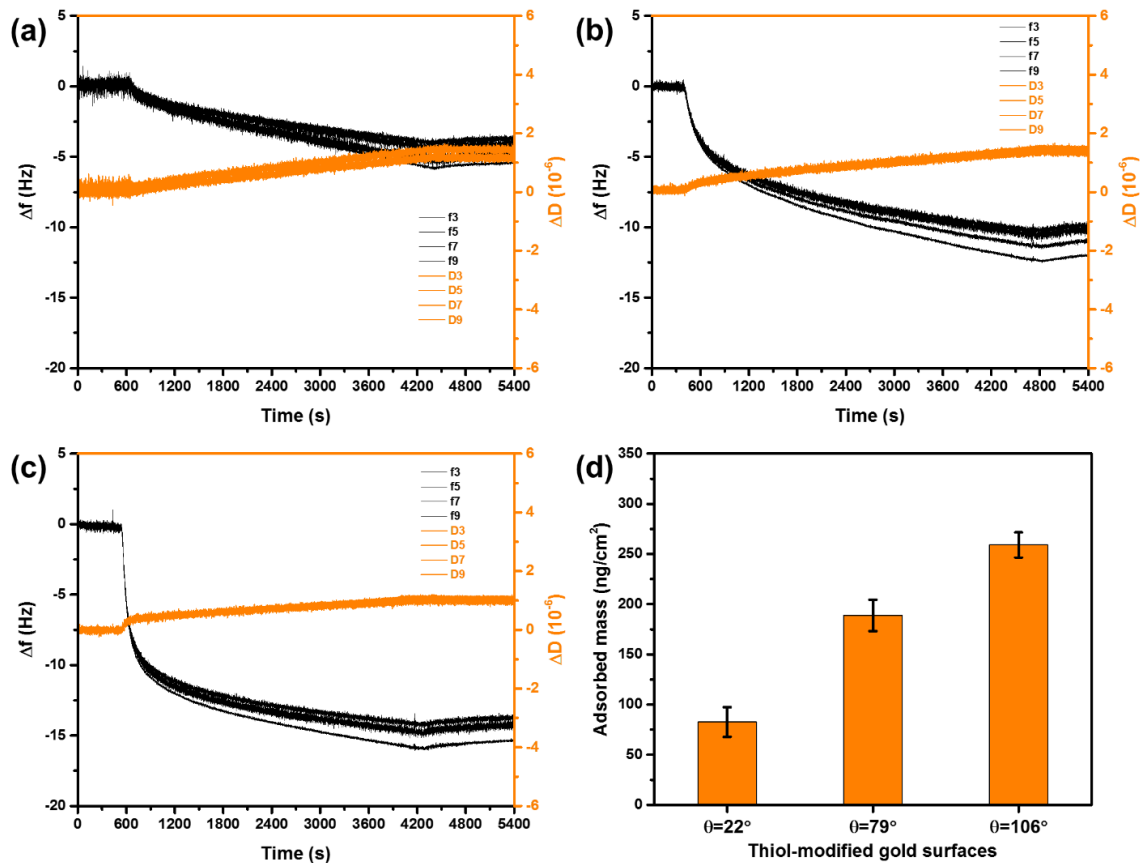 (a)
5
0
-5
-10
-15
-20
Δf (Hz)
6
4
2
0
-2
-4
-6
ΔD (10⁻⁶)
f3
f5
f7
f9
D3
D5
D7
D9
0 600 1200 1800 2400 3000 3600 4200 4800 5400
Time (s)
(b)
5
0
-5
-10
-15
-20
Δf (Hz)
6
4
2
0
-2
-4
-6
ΔD (10⁻⁶)
f3
f5
f7
f9
D3
D5
D7
D9
0 600 1200 1800 2400 3000 3600 4200 4800 5400
Time (s)
(c)
5
0
-5
-10
-15
-20
Δf (Hz)
6
4
2
0
-2
-4
-6
ΔD (10⁻⁶)
f3
f5
f7
f9
D3
D5
D7
D9
0 600 1200 1800 2400 3000 3600 4200 4800 5400
Time (s)
(d)
350
300
250
200
150
100
50
0
Adsorbed mass (ng/cm²)
θ=22° θ=79° θ=106°
Thiol-modified gold surfaces